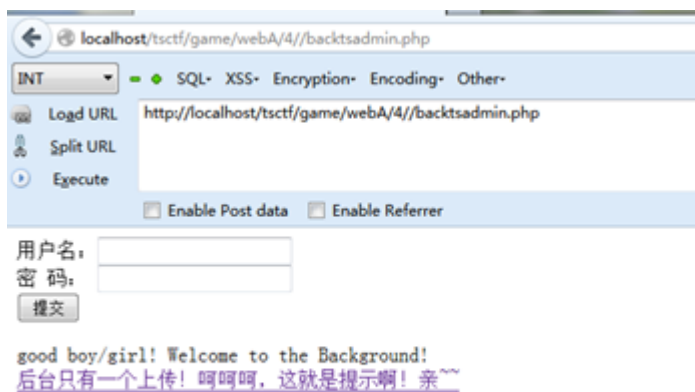 localhost/tsctf/game/webA/4//backtsadmin.php
INT SQL- XSS- Encryption- Encoding- Other-
Load URL http://localhost/tsctf/game/webA/4//backtsadmin.php
Split URL
Execute
Enable Post data Enable Referrer
用户名：
密 码：
提交
good boy/girl! Welcome to the Background!
后台只有一个上传！呵呵呵，这就是提示啊！亲~~